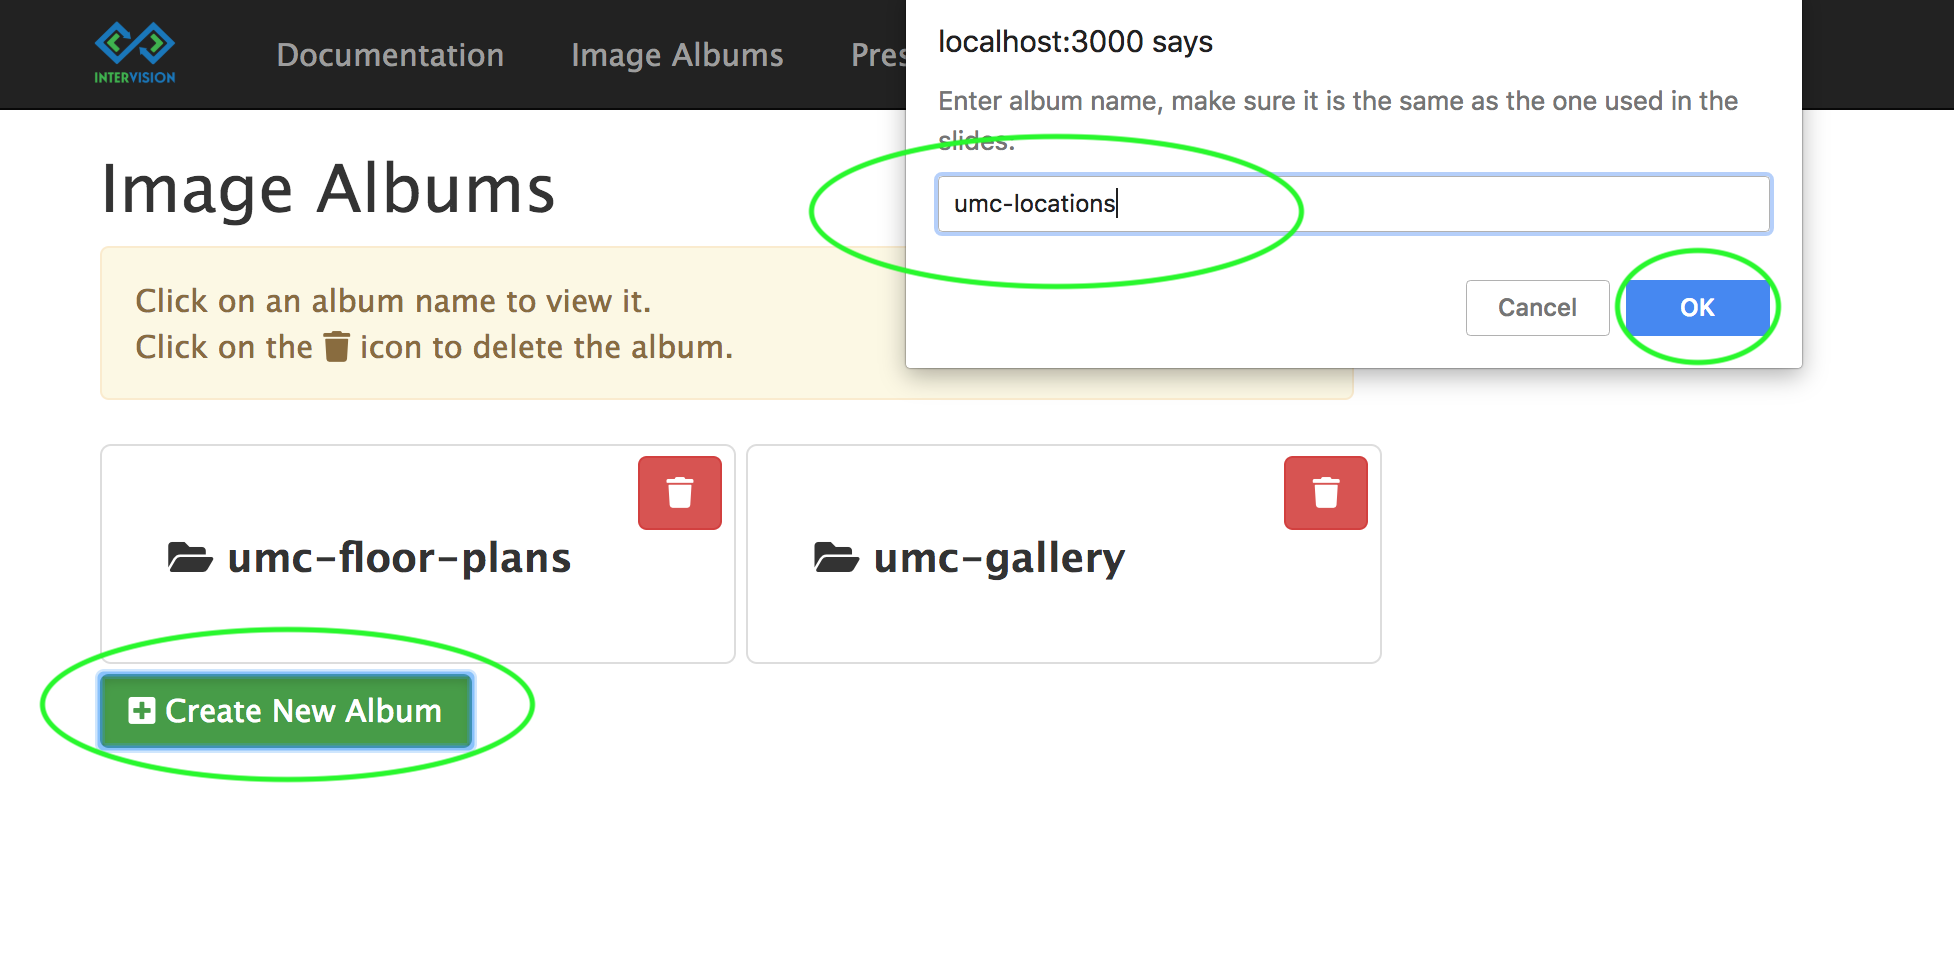 INTERVISION
Documentation
Image Albums
Pres
localhost:3000 says
Enter album name, make sure it is the same as the one used in the
slides.
umc-locations
Cancel
OK
Image Albums
Click on an album name to view it.
Click on the icon to delete the album.
umc-floor-plans
umc-gallery
Create New Album